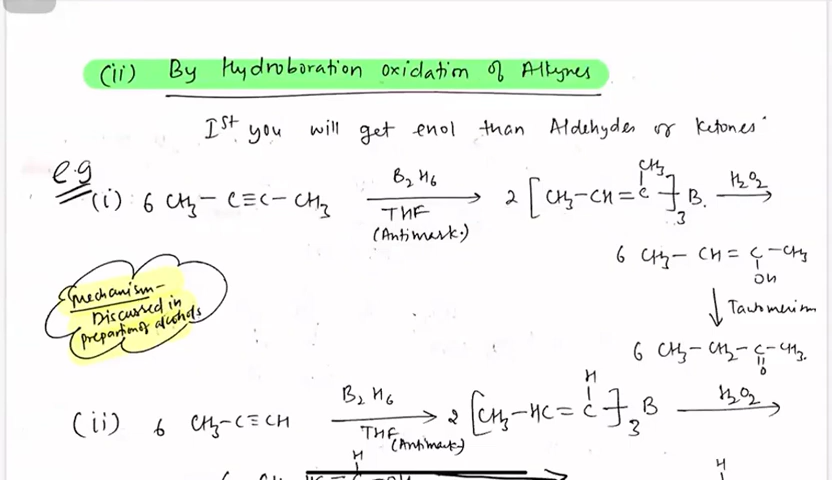 (ii) By Hydroboration oxidation of Alkynes
Ist you will get enol than Aldehydes or Ketones
e.g
(i) 6 CH3 - C≡C - CH3 B2H6 THF (Antimark.) 2 [CH3-CH=C CH3]3 B. H2O2
6 CH3 - CH = C - CH3
OH
Mechanism -
Discussed in
prepartion of alcohols
Tautomerism
6 CH3 - CH2 - C - CH3.
O
(ii) 6 CH3-C≡CH B2H6 THF (Antimark) 2 [CH3-HC=C H]3 B H2O2
H
H